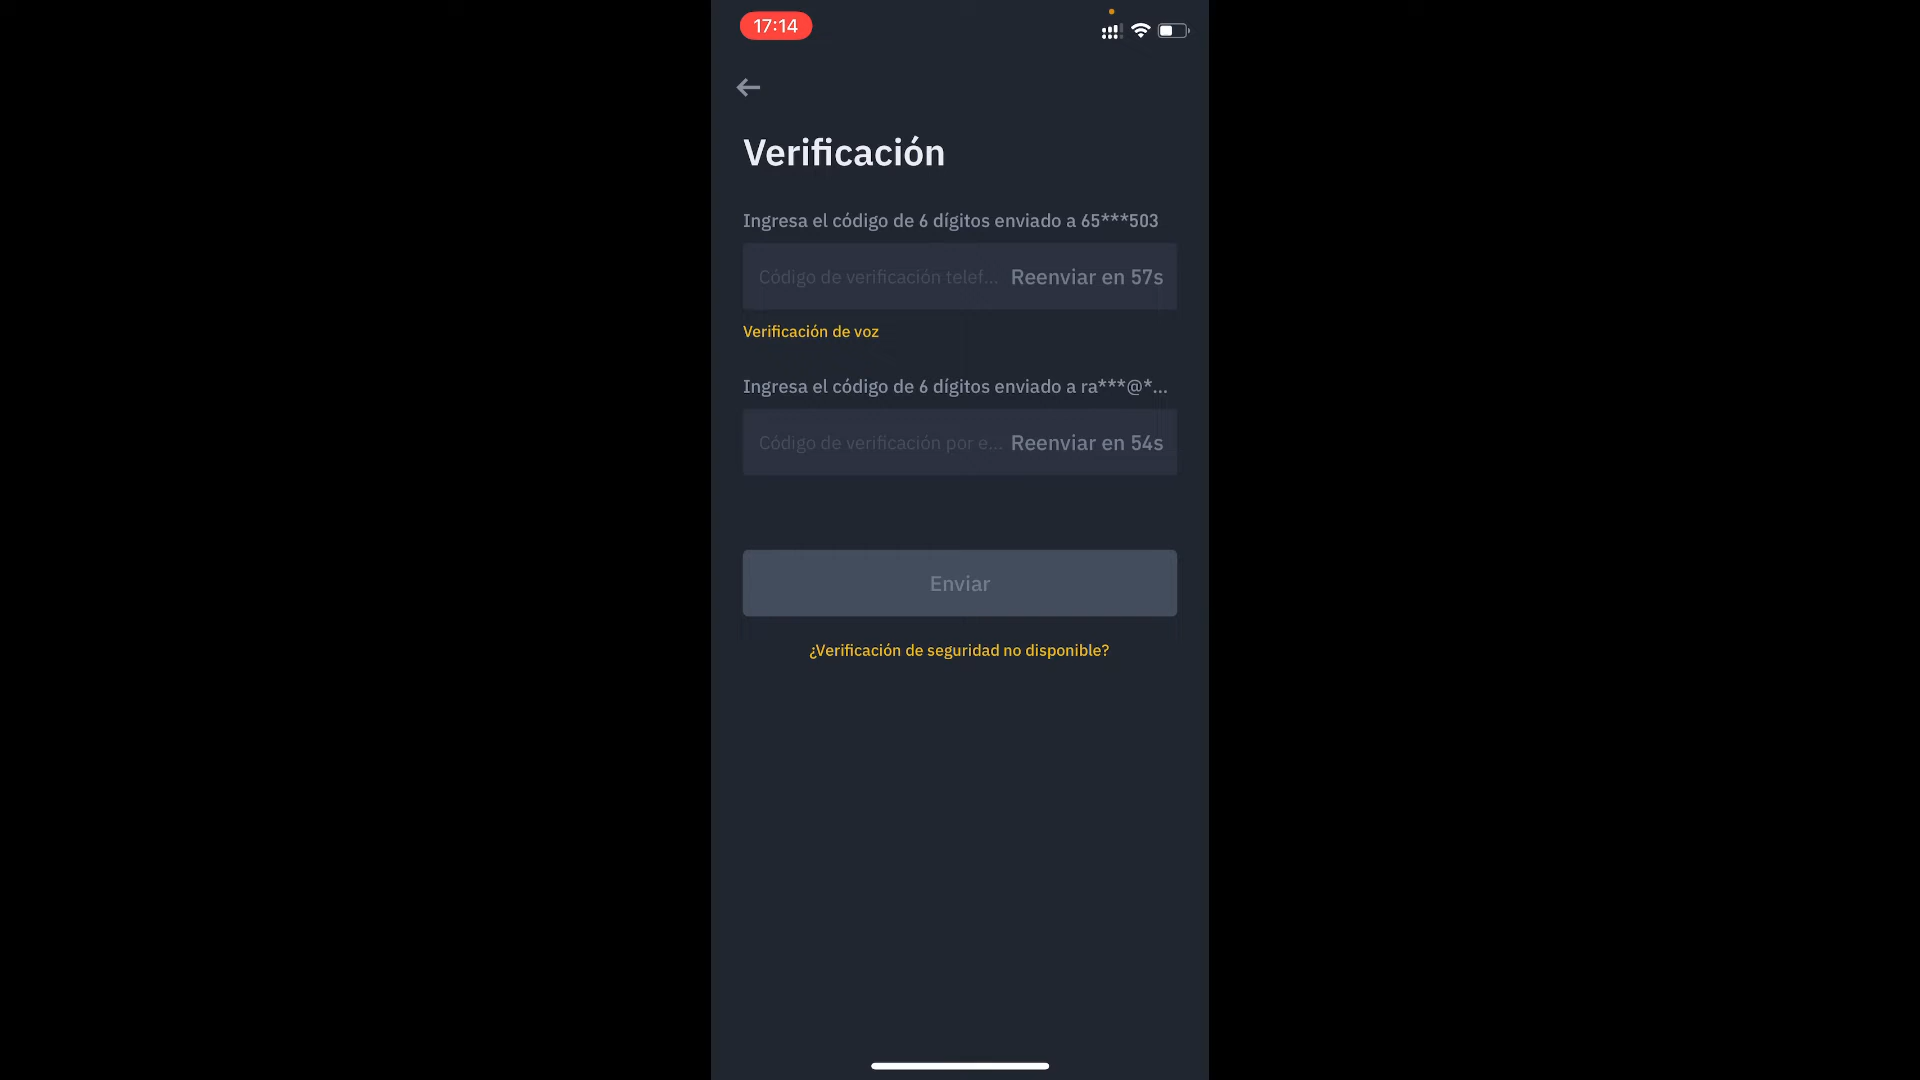 17:14
Verificación
Ingresa el código de 6 dígitos enviado a 65***503
Código de verificación telef... Reenviar en 57s
Verificación de voz
Ingresa el código de 6 dígitos enviado a ra***@*...
Código de verificación por e... Reenviar en 54s
Enviar
¿Verificación de seguridad no disponible?